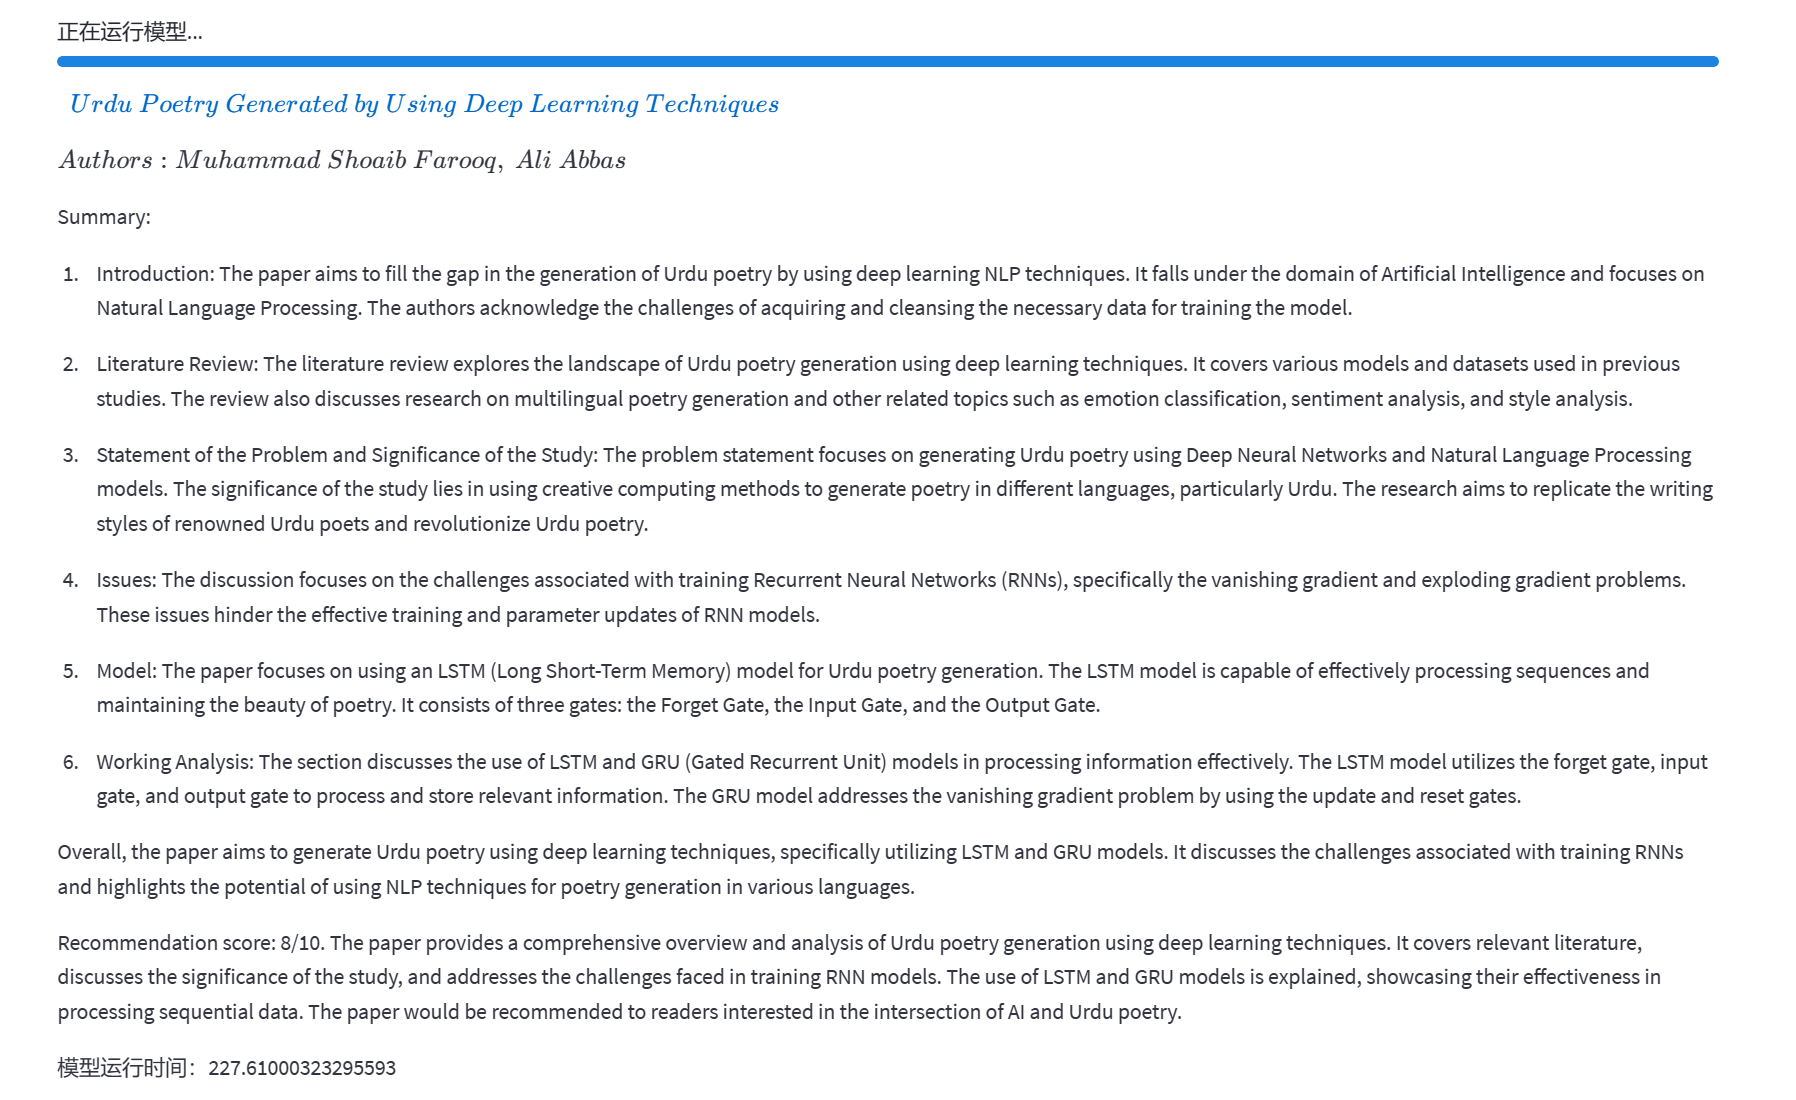 正在运行模型...
Urdu Poetry Generated by Using Deep Learning Techniques
Authors : Muhammad Shoaib Farooq, Ali Abbas
Summary:
1. Introduction: The paper aims to fill the gap in the generation of Urdu poetry by using deep learning NLP techniques. It falls under the domain of Artificial Intelligence and focuses on
Natural Language Processing. The authors acknowledge the challenges of acquiring and cleansing the necessary data for training the model.
2. Literature Review: The literature review explores the landscape of Urdu poetry generation using deep learning techniques. It covers various models and datasets used in previous
studies. The review also discusses research on multilingual poetry generation and other related topics such as emotion classification, sentiment analysis, and style analysis.
3. Statement of the Problem and Significance of the Study: The problem statement focuses on generating Urdu poetry using Deep Neural Networks and Natural Language Processing
models. The significance of the study lies in using creative computing methods to generate poetry in different languages, particularly Urdu. The research aims to replicate the writing
styles of renowned Urdu poets and revolutionize Urdu poetry.
4. Issues: The discussion focuses on the challenges associated with training Recurrent Neural Networks (RNNs), specifically the vanishing gradient and exploding gradient problems.
These issues hinder the effective training and parameter updates of RNN models.
5. Model: The paper focuses on using an LSTM (Long Short-Term Memory) model for Urdu poetry generation. The LSTM model is capable of effectively processing sequences and
maintaining the beauty of poetry. It consists of three gates: the Forget Gate, the Input Gate, and the Output Gate.
6. Working Analysis: The section discusses the use of LSTM and GRU (Gated Recurrent Unit) models in processing information effectively. The LSTM model utilizes the forget gate, input
gate, and output gate to process and store relevant information. The GRU model addresses the vanishing gradient problem by using the update and reset gates.
Overall, the paper aims to generate Urdu poetry using deep learning techniques, specifically utilizing LSTM and GRU models. It discusses the challenges associated with training RNNs
and highlights the potential of using NLP techniques for poetry generation in various languages.
Recommendation score: 8/10. The paper provides a comprehensive overview and analysis of Urdu poetry generation using deep learning techniques. It covers relevant literature,
discusses the significance of the study, and addresses the challenges faced in training RNN models. The use of LSTM and GRU models is explained, showcasing their effectiveness in
processing sequential data. The paper would be recommended to readers interested in the intersection of AI and Urdu poetry.
模型运行时间：227.61000323295593